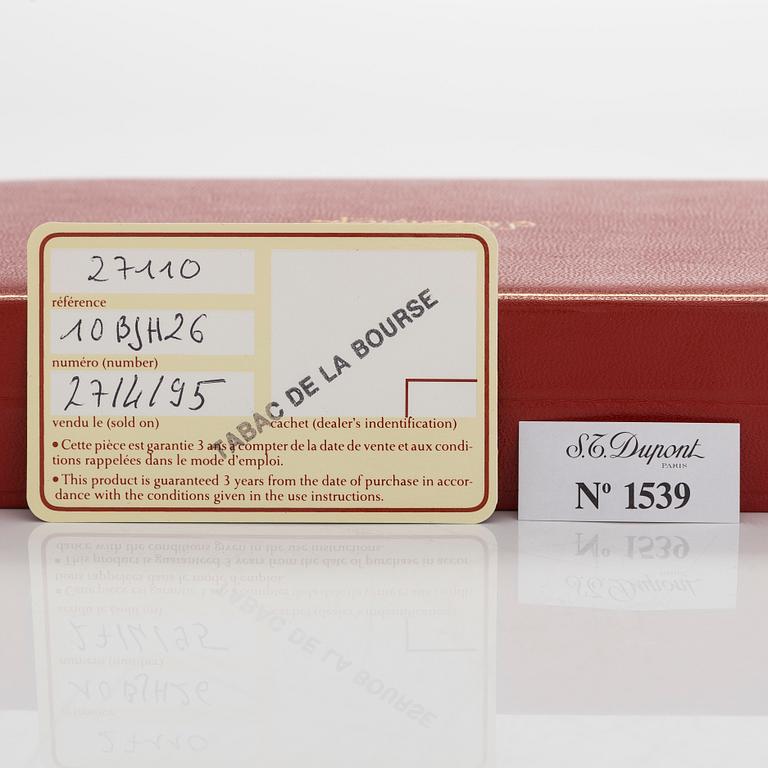 27110
référence
10BJH26
numéro (number)
27/4/95
vendu le (sold on)
TABAC DE LA BOURSE
cachet (dealer's indentification)
• Cette pièce est garantie 3 ans à compter de la date de vente et aux condi-
tions rappelées dans le mode d'emploi.
• This product is guaranteed 3 years from the date of purchase in accor-
dance with the conditions given in the use instructions.
S.T. Dupont
PARIS
Nº 1539